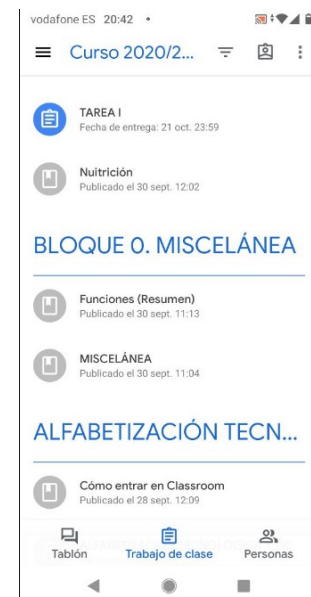 vodafone ES 20:42
Curso 2020/2...
TAREA I
Fecha de entrega: 21 oct. 23:59
Nuitrición
Publicado el 30 sept. 12:02
BLOQUE 0. MISCELÁNEA
Funciones (Resumen)
Publicado el 30 sept. 11:13
MISCELÁNEA
Publicado el 30 sept. 11:04
ALFABETIZACIÓN TECN...
Cómo entrar en Classroom
Publicado el 28 sept. 12:09
Tablón Trabajo de clase Personas